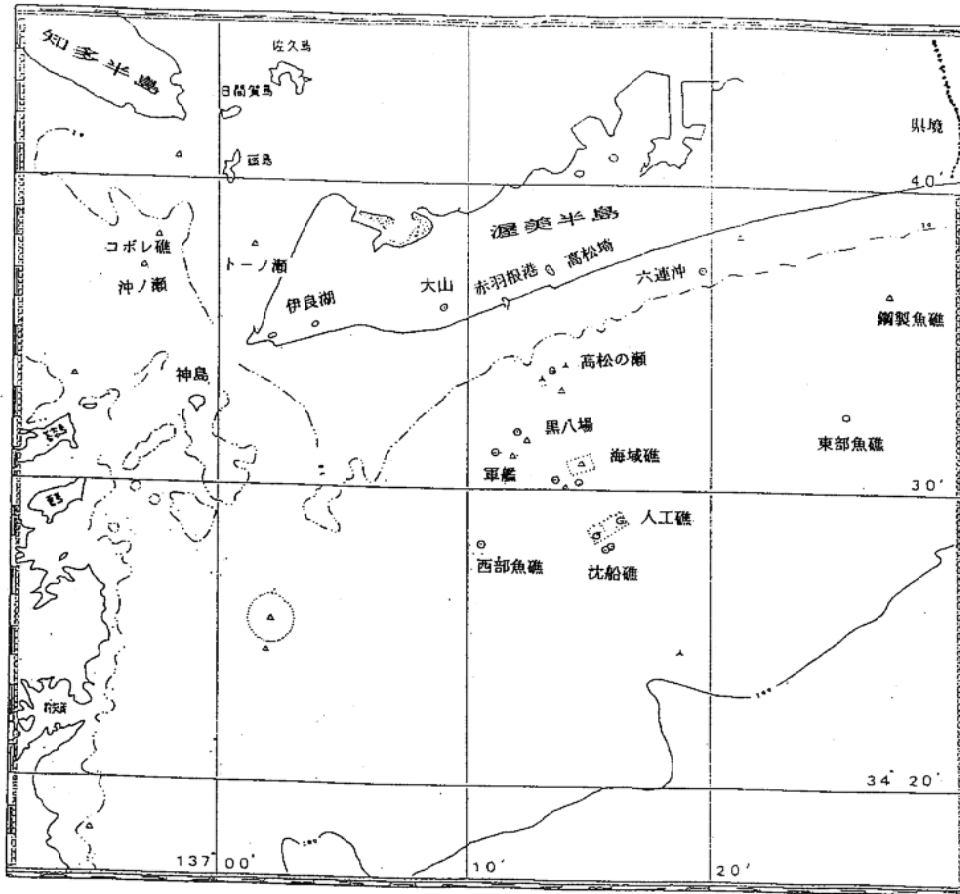 知多半島
佐久島
日間賀島
県境
40'
渥美半島
コボレ礁
トーノ瀬
沖ノ瀬
大山
赤羽根港
高松埼
六連沖
伊良湖
鋼製魚礁
高松の瀬
神島
黒八場
東部魚礁
海域礁
軍艦
30'
人工礁
西部魚礁
沈船礁
34° 20'
137° 00'
10'
20'